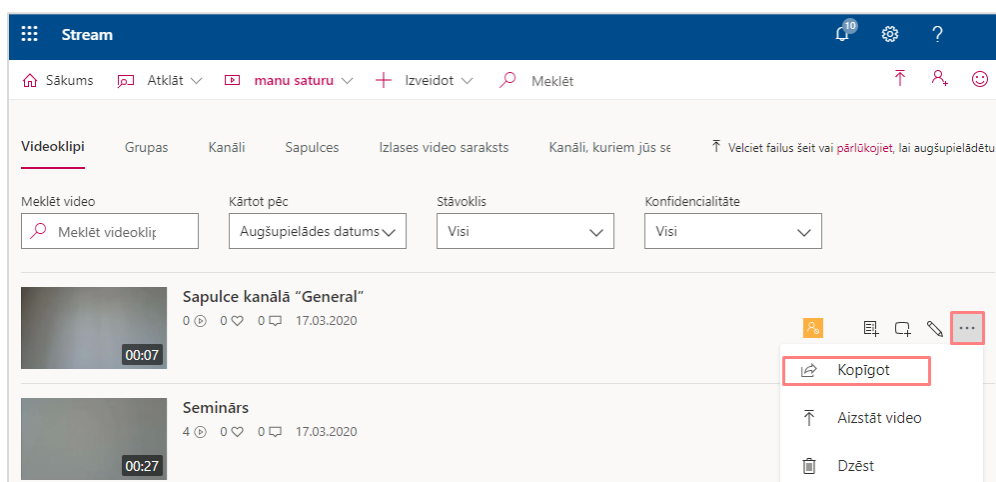 Stream 10 ?
Sākums Atklāt manu saturu Izveidot Meklēt
Videoklipi Grupas Kanāli Sapulces Izlases video saraksts Kanāli, kuriem jūs se Velciet failus šeit vai pārlūkojiet, lai augšupielādētu
Meklēt video Kārtot pēc Stāvoklis Konfidencialitāte
Meklēt videoklip Augšupielādes datums Visi Visi
Sapulce kanālā “General”
0 0 0 17.03.2020
00:07
Kopīgot
Seminārs
Aizstāt video
4 0 0 17.03.2020
00:27
Dzēst